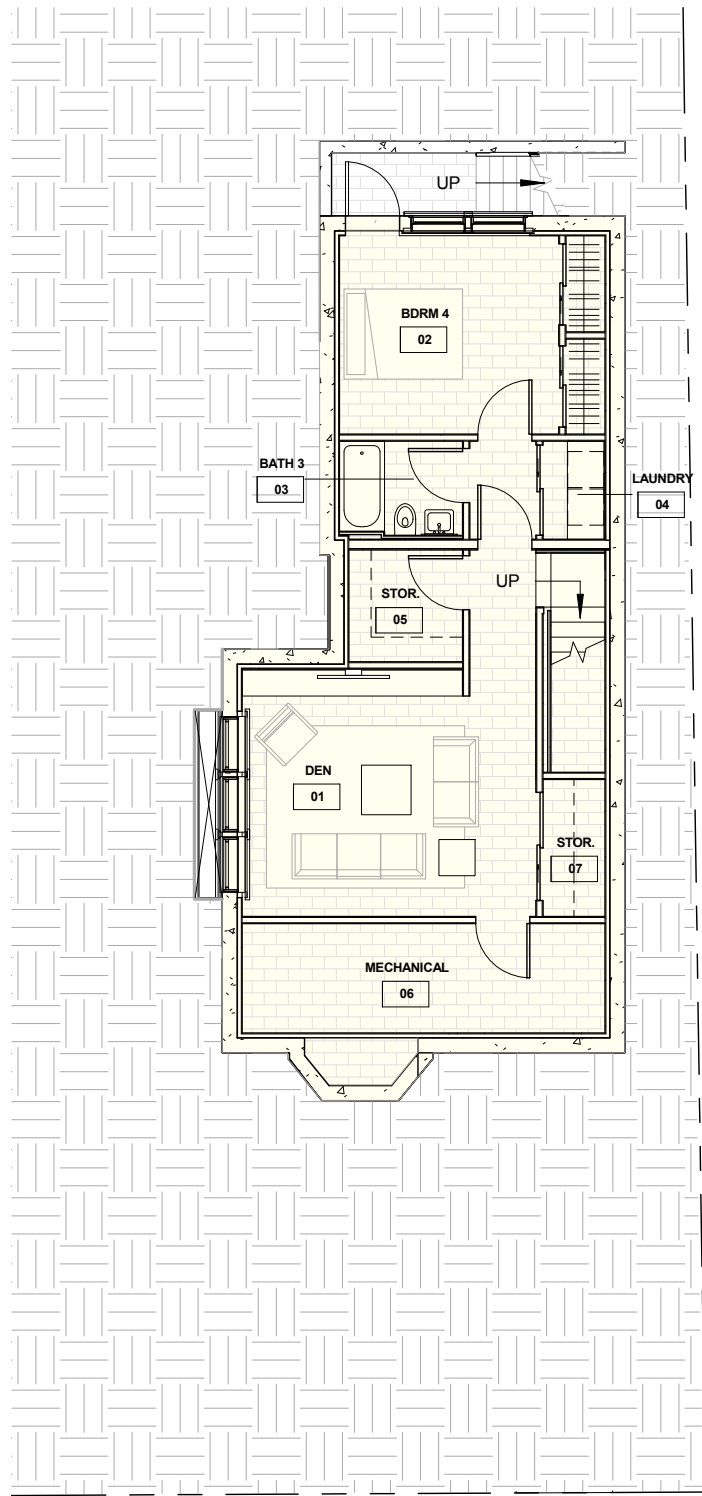 UP
BDRM 4
02
BATH 3
03
LAUNDRY
04
UP
STOR.
05
DEN
01
STOR.
07
MECHANICAL
06